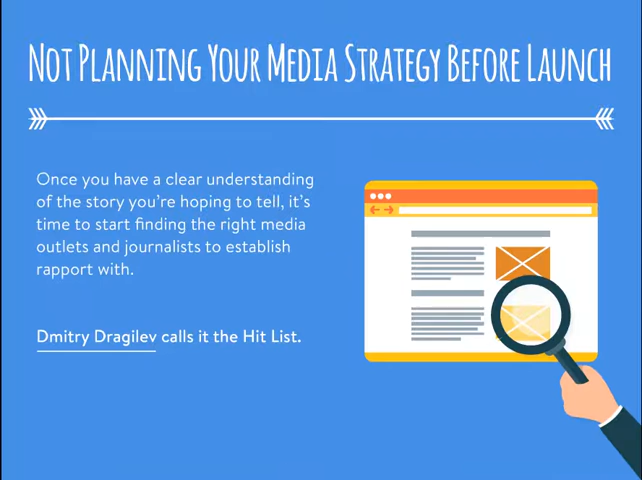 NOT PLANNING YOUR MEDIA STRATEGY BEFORE LAUNCH
Once you have a clear understanding
of the story you're hoping to tell, it's
time to start finding the right media
outlets and journalists to establish
rapport with.
Dmitry Dragilev calls it the Hit List.